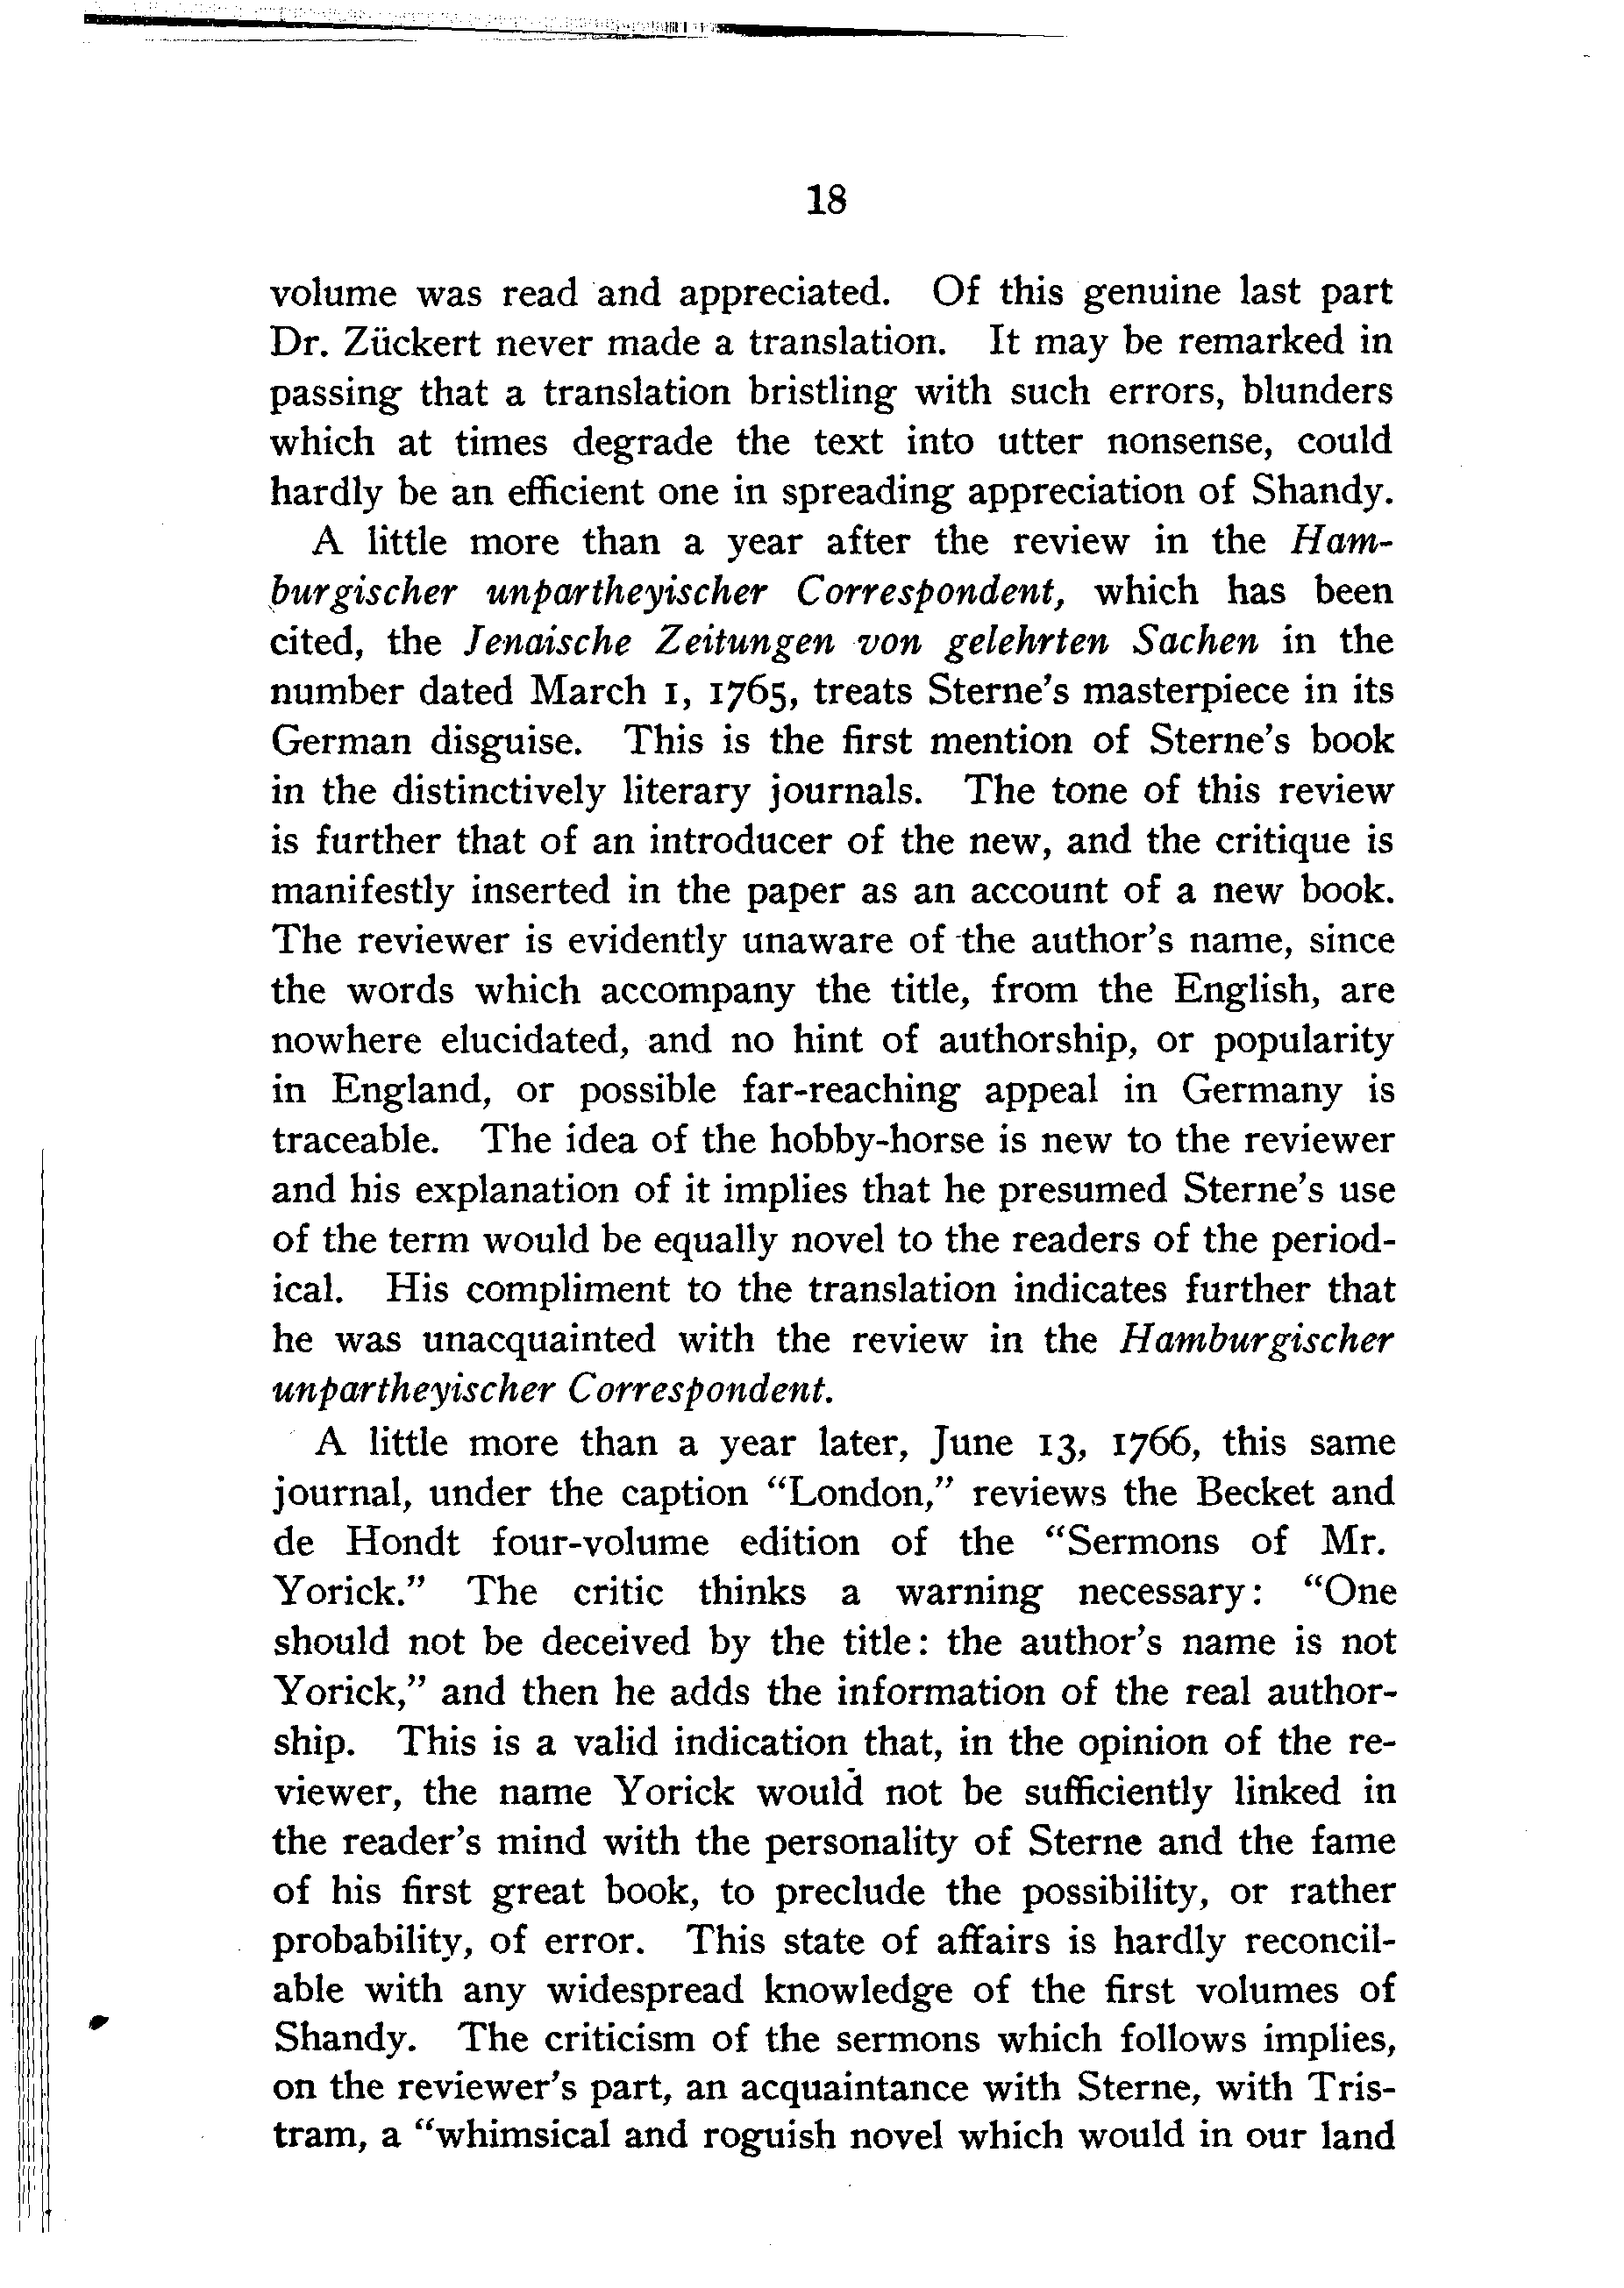 18
volume was read and appreciated. Of this genuine last part
Dr. Zückert never made a translation. It may be remarked in
passing that a translation bristling with such errors, blunders
which at times degrade the text into utter nonsense, could
hardly be an efficient one in spreading appreciation of Shandy.
A little more than a year after the review in the Ham-
burgischer unpartheyischer Correspondent, which has been
cited, the Jenaische Zeitungen von gelehrten Sachen in the
number dated March 1, 1765, treats Sterne's masterpiece in its
German disguise. This is the first mention of Sterne's book
in the distinctively literary journals. The tone of this review
is further that of an introducer of the new, and the critique is
manifestly inserted in the paper as an account of a new book.
The reviewer is evidently unaware of the author's name, since
the words which accompany the title, from the English, are
nowhere elucidated, and no hint of authorship, or popularity
in England, or possible far-reaching appeal in Germany is
traceable. The idea of the hobby-horse is new to the reviewer
and his explanation of it implies that he presumed Sterne's use
of the term would be equally novel to the readers of the period-
ical. His compliment to the translation indicates further that
he was unacquainted with the review in the Hamburgischer
unpartheyischer Correspondent.
A little more than a year later, June 13, 1766, this same
journal, under the caption "London," reviews the Becket and
de Hondt four-volume edition of the "Sermons of Mr.
Yorick." The critic thinks a warning necessary: "One
should not be deceived by the title: the author's name is not
Yorick," and then he adds the information of the real author-
ship. This is a valid indication that, in the opinion of the re-
viewer, the name Yorick would not be sufficiently linked in
the reader's mind with the personality of Sterne and the fame
of his first great book, to preclude the possibility, or rather
probability, of error. This state of affairs is hardly reconcil-
able with any widespread knowledge of the first volumes of
Shandy. The criticism of the sermons which follows implies,
on the reviewer's part, an acquaintance with Sterne, with Tris-
tram, a "whimsical and roguish novel which would in our land